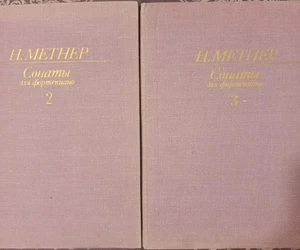 Н. МЕТНЕР
Сонаты
для фортепиано
2
Н. МЕТНЕР
Сонаты
для фортепиано
3